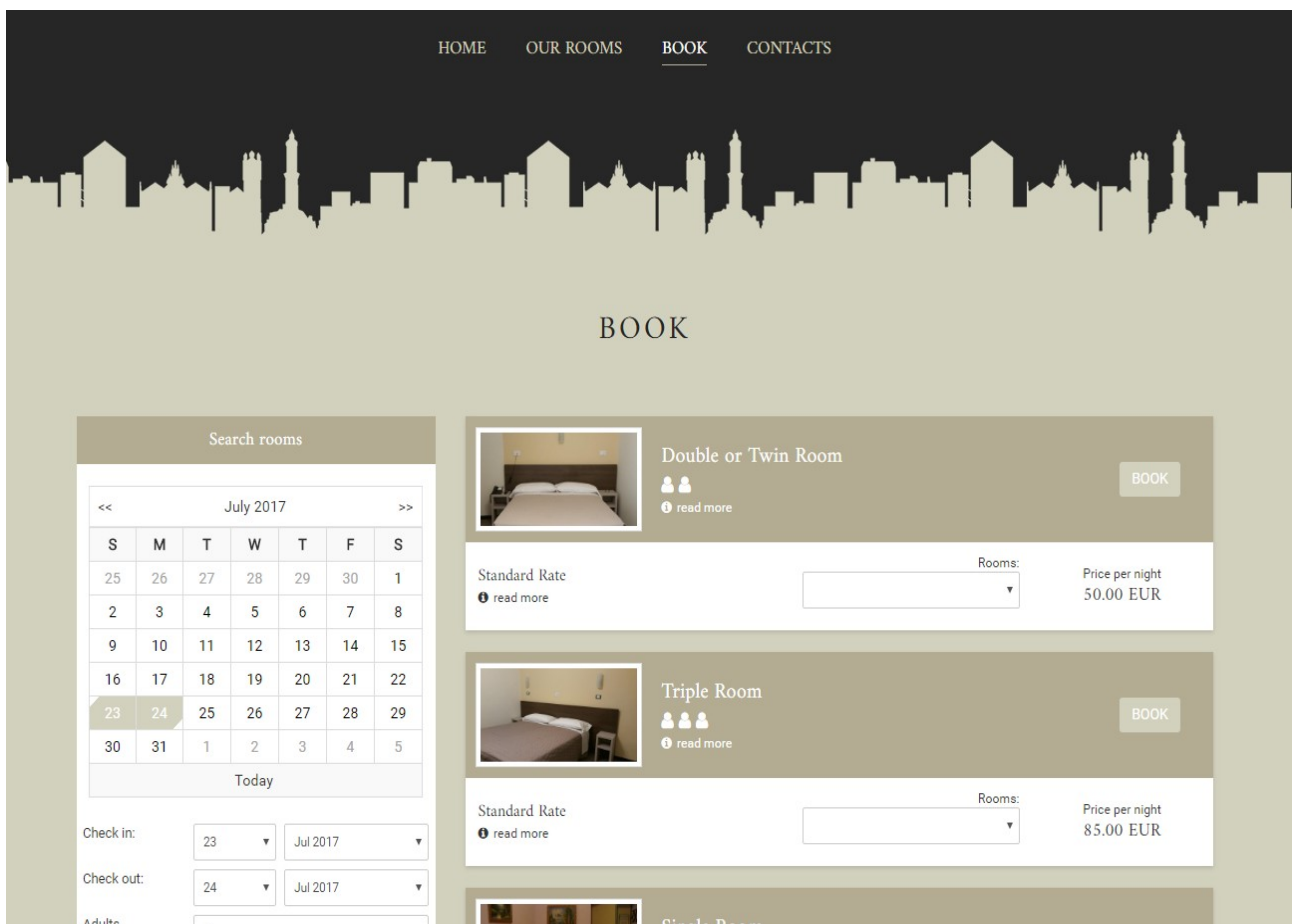 HOME OUR ROOMS BOOK CONTACTS
BOOK
Search rooms
<< July 2017 >>
S M T W T F S
25 26 27 28 29 30 1
2 3 4 5 6 7 8
9 10 11 12 13 14 15
16 17 18 19 20 21 22
23 24 25 26 27 28 29
30 31 1 2 3 4 5
Today
Check in: 23 Jul 2017
Check out: 24 Jul 2017
Adults
Double or Twin Room
read more
BOOK
Standard Rate
read more
Rooms:
Price per night
50.00 EUR
Triple Room
read more
BOOK
Standard Rate
read more
Rooms:
Price per night
85.00 EUR
Single Room